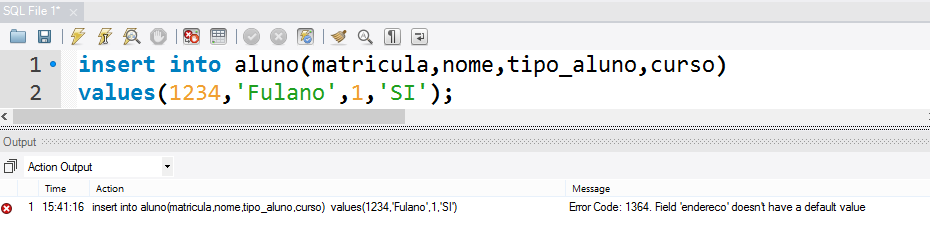 SQL File 1* ×
1 insert into aluno(matricula,nome,tipo_aluno,curso)
2 values(1234,'Fulano',1,'SI');
Output
Action Output
Time Action Message
1 15:41:16 insert into aluno(matricula,nome,tipo_aluno,curso) values(1234,'Fulano',1,'SI') Error Code: 1364. Field 'endereco' doesn't have a default value